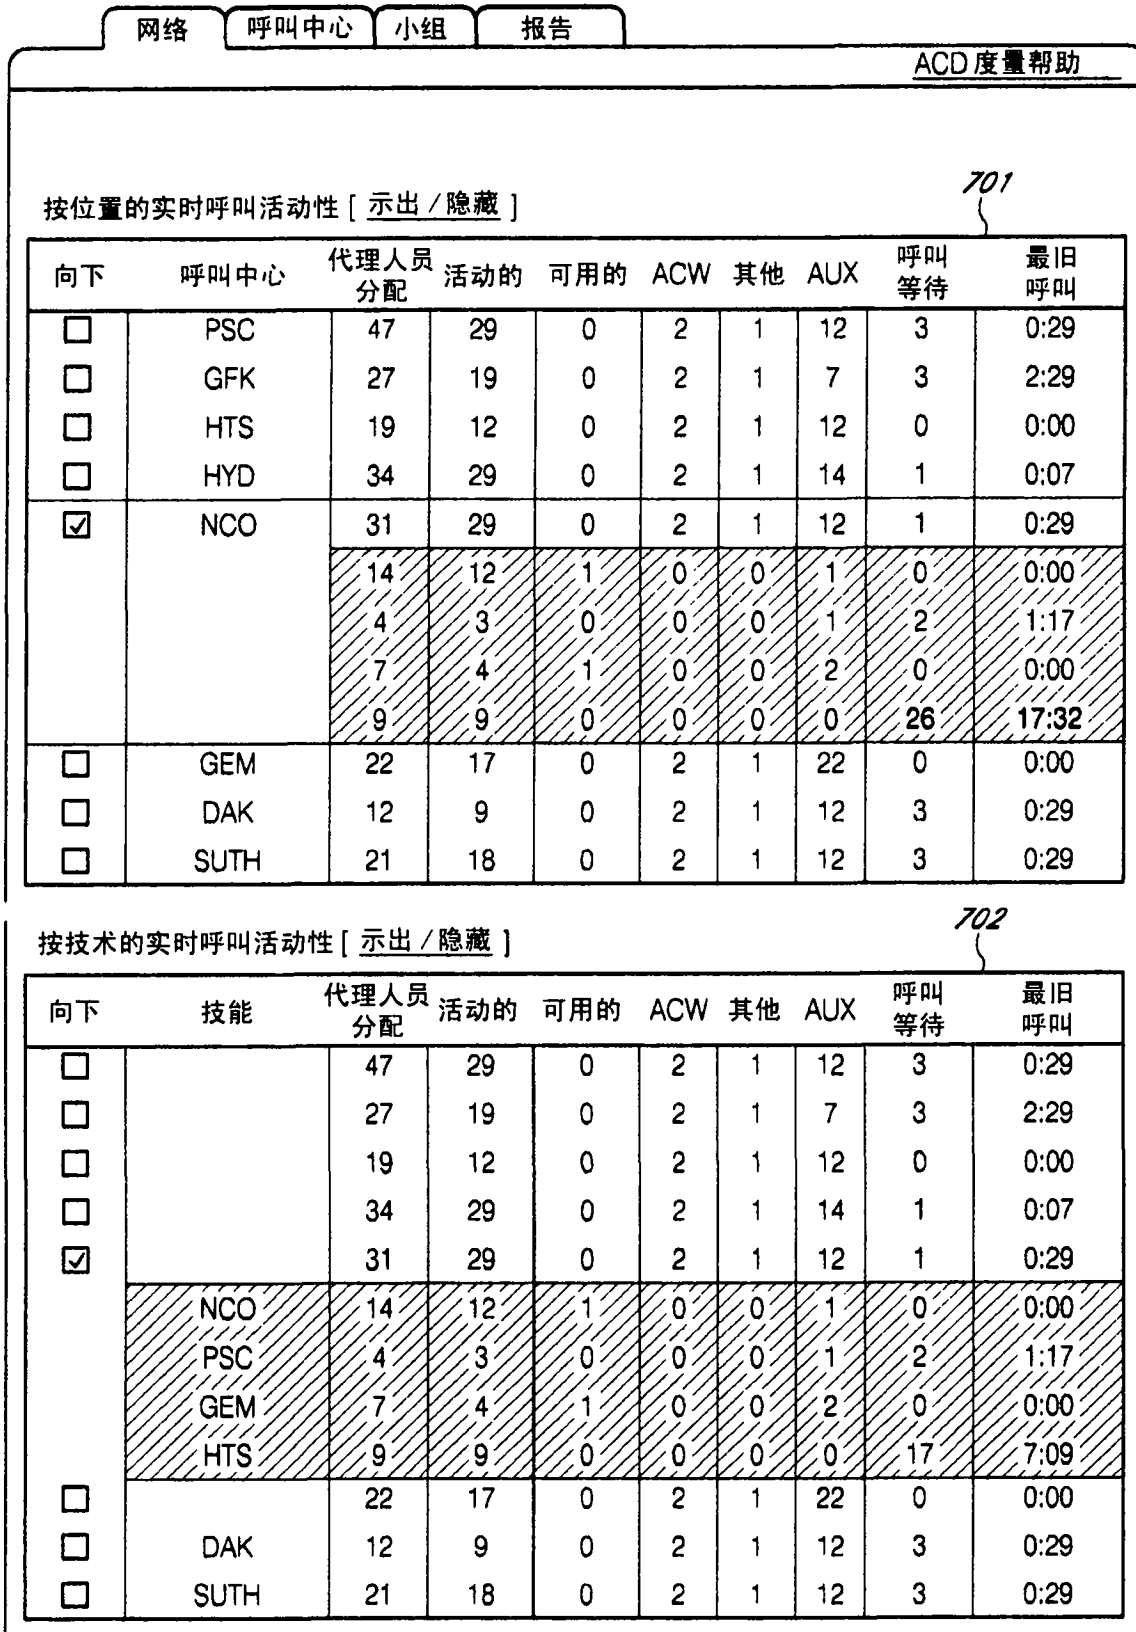 网络 呼叫中心 小组 报告
ACD度量帮助
701
按位置的实时呼叫活动性 [ 示出/隐藏 ]
向下 呼叫中心 代理人员分配 活动的 可用的 ACW 其他 AUX 呼叫等待 最旧呼叫
PSC 47 29 0 2 1 12 3 0:29
GFK 27 19 0 2 1 7 3 2:29
HTS 19 12 0 2 1 12 0 0:00
HYD 34 29 0 2 1 14 1 0:07
NCO 31 29 0 2 1 12 1 0:29
14 12 1 0 0 1 0 0:00
4 3 0 0 0 1 2 1:17
7 4 1 0 0 2 0 0:00
9 9 0 0 0 0 26 17:32
GEM 22 17 0 2 1 22 0 0:00
DAK 12 9 0 2 1 12 3 0:29
SUTH 21 18 0 2 1 12 3 0:29
702
按技术的实时呼叫活动性 [ 示出/隐藏 ]
向下 技能 代理人员分配 活动的 可用的 ACW 其他 AUX 呼叫等待 最旧呼叫
47 29 0 2 1 12 3 0:29
27 19 0 2 1 7 3 2:29
19 12 0 2 1 12 0 0:00
34 29 0 2 1 14 1 0:07
31 29 0 2 1 12 1 0:29
NCO 14 12 1 0 0 1 0 0:00
PSC 4 3 0 0 0 1 2 1:17
GEM 7 4 1 0 0 2 0 0:00
HTS 9 9 0 0 0 0 17 7:09
22 17 0 2 1 22 0 0:00
DAK 12 9 0 2 1 12 3 0:29
SUTH 21 18 0 2 1 12 3 0:29